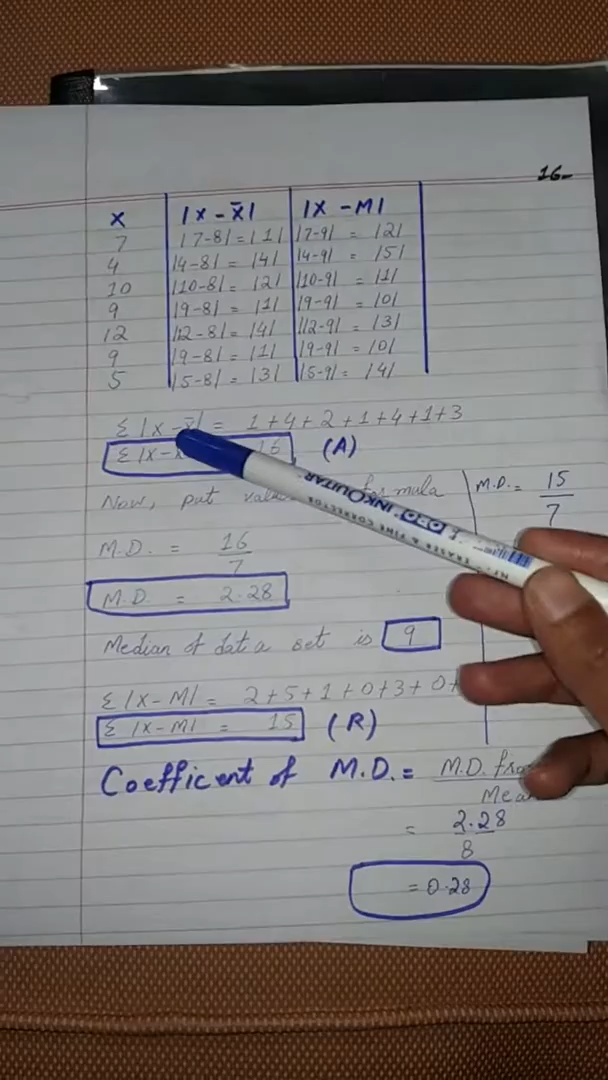 16-
X |X - X̄| |X - M|
7 |7-8| = |1| |7-9| = |2|
4 |4-8| = |4| |4-9| = |5|
10 |10-8| = |2| |10-9| = |1|
9 |9-8| = |1| |9-9| = |0|
12 |12-8| = |4| |12-9| = |3|
9 |9-8| = |1| |9-9| = |0|
5 |5-8| = |3| |5-9| = |4|
Σ |X - X̄| = 1+4+2+1+4+1+3
Σ |X - 16 (A)
Now, put
M.D. = 16/7
M.D. = 2.28
Median of data set is 9
Σ |X-M| = 2+5+1+0+3+0+
Σ |X-M| = 15 (R)
M.D. = 15/7
INKQUITAR
ERASER & FINE CORRECTOR
Coefficent of M.D. = M.D.
= 2.28/8
= 0.28